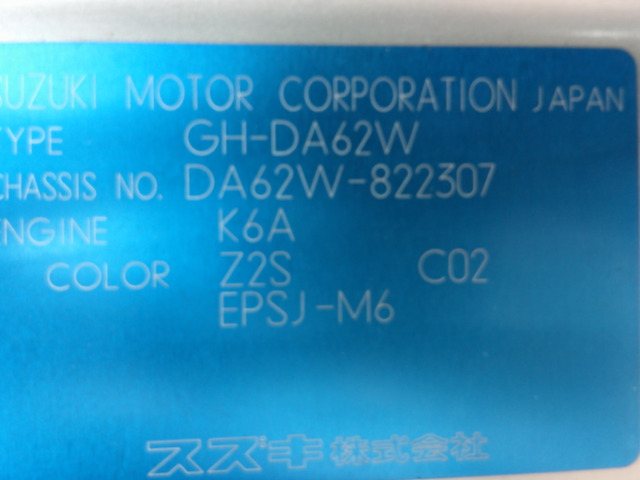 SUZUKI MOTOR CORPORATION JAPAN
TYPE GH-DA62W
CHASSIS NO. DA62W-822307
ENGINE K6A
COLOR Z2S C02
EPSJ-M6
スズキ株式会社